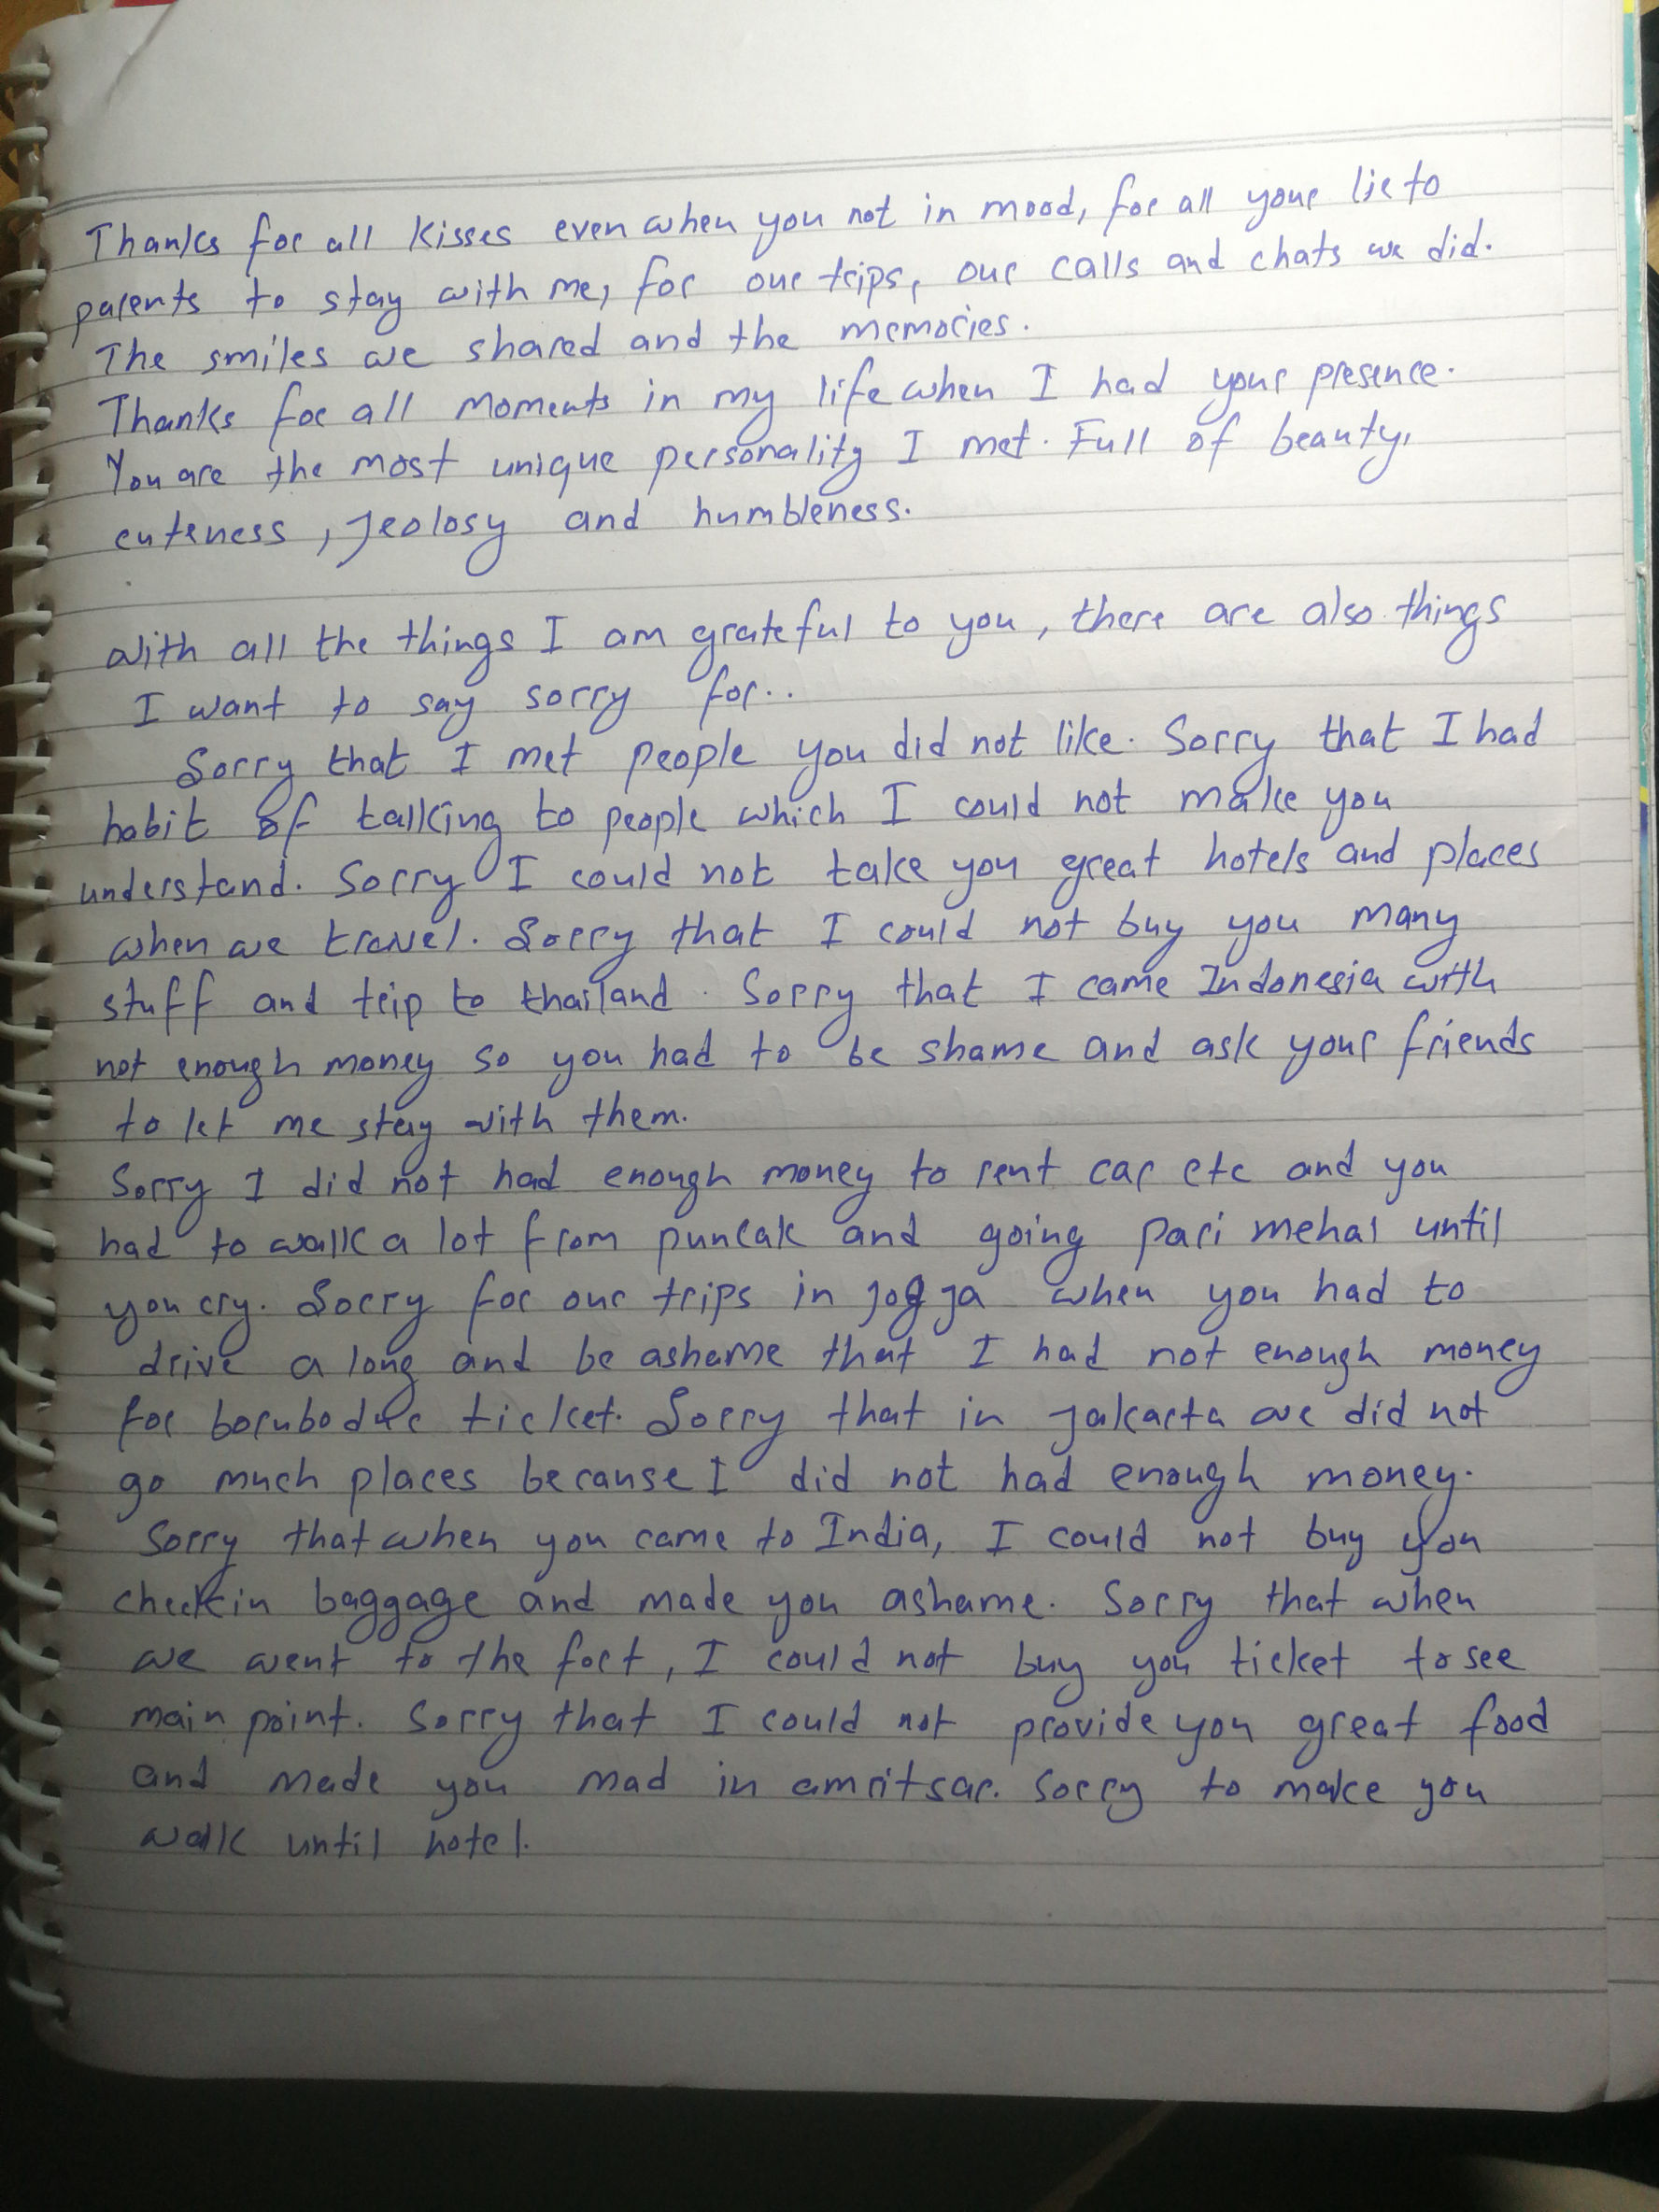 Thanks for all kisses even when you not in mood, for all your lie to
parents to stay with me, for our trips, our calls and chats we did.
The smiles we shared and the memories.
Thanks for all moments in my life when I had your presence.
You are the most unique personality I met. Full of beauty,
cuteness, Jeolosy and humbleness.
With all the things I am grateful to you, there are also things
I want to say sorry for..
Sorry that I met people you did not like. Sorry that I had
habit of talking to people which I could not make you
understand. Sorry I could not take you great hotels and places
when we travel. Sorry that I could not buy you many
stuff and trip to thailand. Sorry that I came Indonesia with
not enough money so you had to be shame and ask your friends
to let me stay with them.
Sorry I did not had enough money to rent car etc and you
had to walk a lot from puncak and going pari mehal until
you cry. Sorry for our trips in jogja when you had to
drive a long and be ashame that I had not enough money
for borubodur ticket. Sorry that in Jakarta we did not
go much places because I did not had enough money.
Sorry that when you came to India, I could not buy you
checkin baggage and made you ashame. Sorry that when
we went to the fort, I could not buy you ticket to see
main point. Sorry that I could not provide you great food
and made you mad in amritsar. Sorry to make you
walk until hotel.